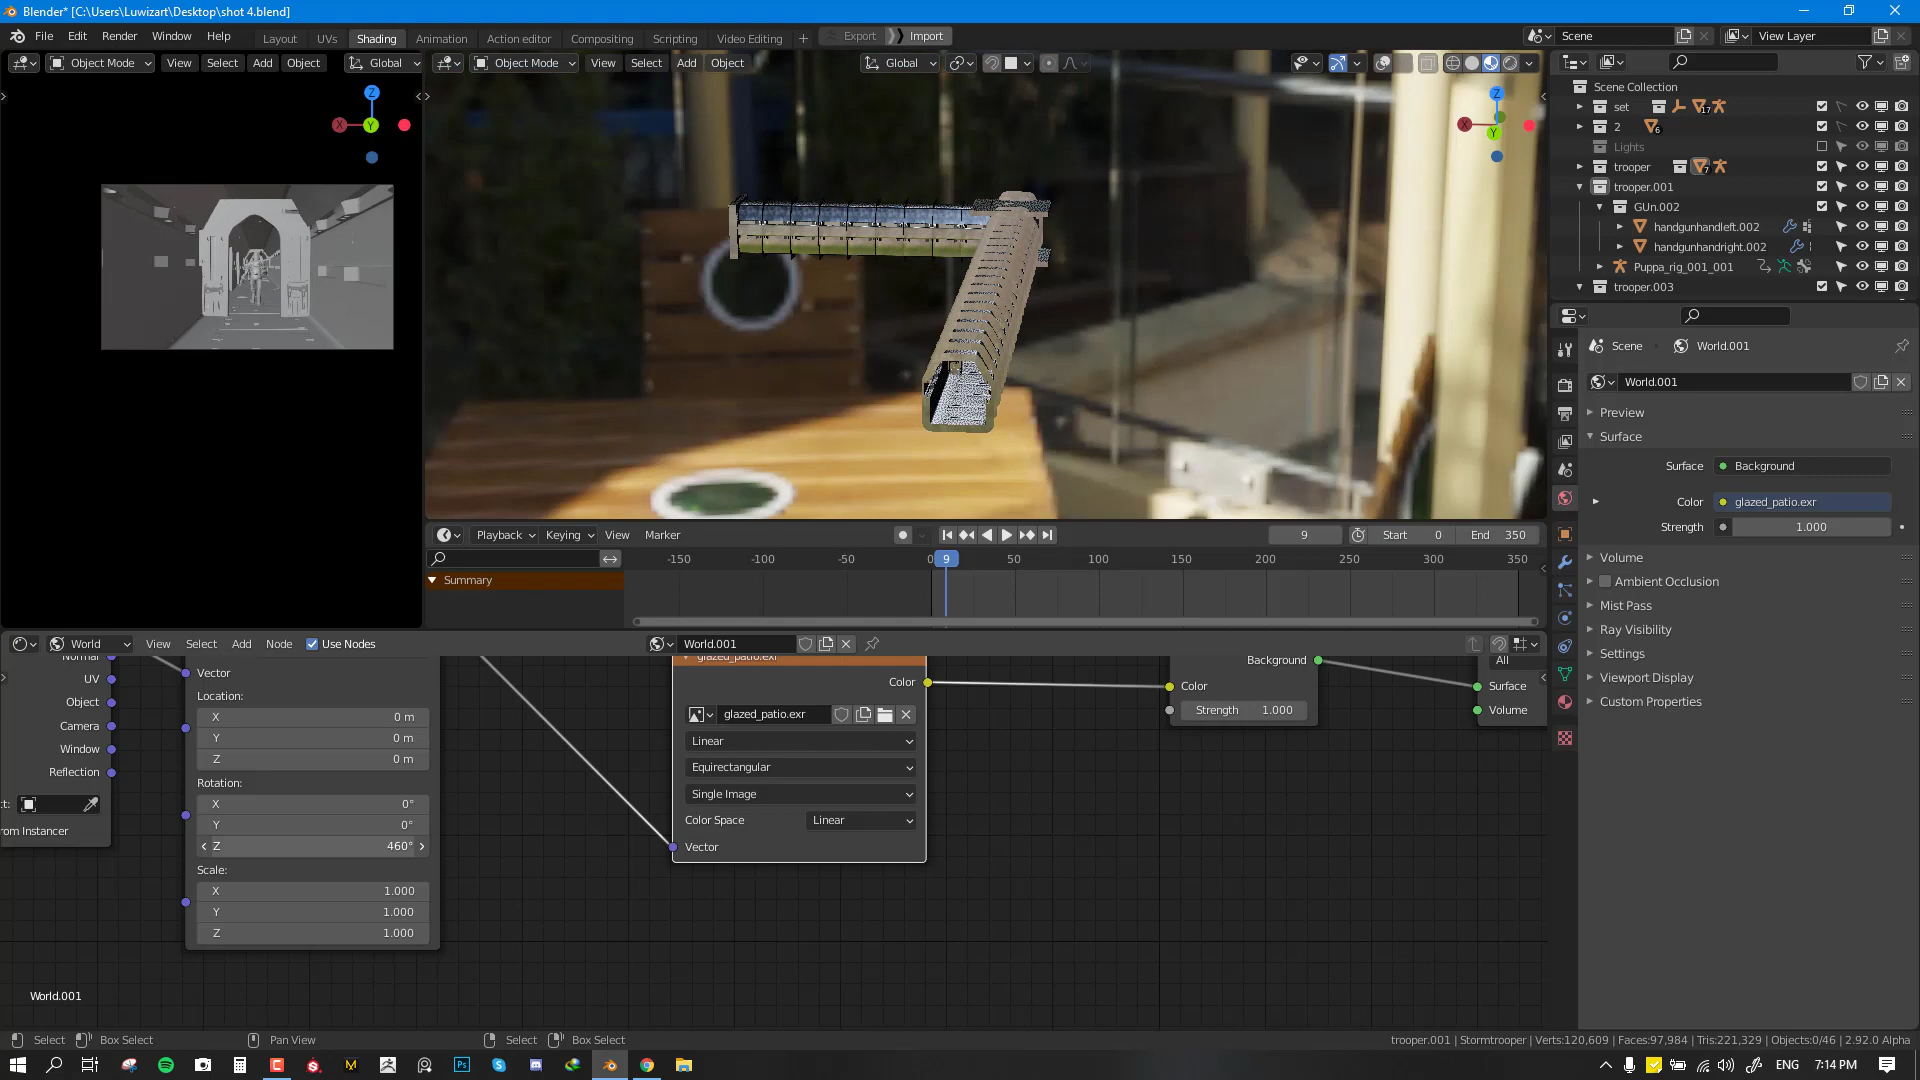 Blender* [C:\Users\Luwizart\Desktop\shot 4.blend]
File Edit Render Window Help Layout UVs Shading Animation Action editor Compositing Scripting Video Editing + Export Import Scene View Layer
Object Mode View Select Add Object Global Object Mode View Select Add Object Global
Scene Collection
set 17
2 6
Lights
trooper 7
trooper.001
GUn.002
handgunhandleft.002
handgunhandright.002
Puppa_rig_001_001
trooper.003
Z X Y
Z X Y
Scene World.001
World.001
Preview
Surface
Surface Background
Color glazed_patio.exr
Strength 1.000
Volume
Ambient Occlusion
Mist Pass
Ray Visibility
Settings
Viewport Display
Custom Properties
Playback Keying View Marker 9 Start 0 End 350
-150 -100 -50 0 9 50 100 150 200 250 300 350
Summary
World View Select Add Node Use Nodes World.001
Normal
UV
Object
Camera
Window
Reflection
ct:
rom Instancer
Vector
Location:
X 0 m
Y 0 m
Z 0 m
Rotation:
X 0°
Y 0°
Z 460°
Scale:
X 1.000
Y 1.000
Z 1.000
glazed_patio.exr
Color
glazed_patio.exr
Linear
Equirectangular
Single Image
Color Space Linear
Vector
Background
Color
Strength 1.000
All
Surface
Volume
World.001
Select Box Select Pan View Select Box Select trooper.001 | Stormtrooper | Verts:120,609 | Faces:97,984 | Tris:221,329 | Objects:0/46 | 2.92.0 Alpha
ENG 7:14 PM